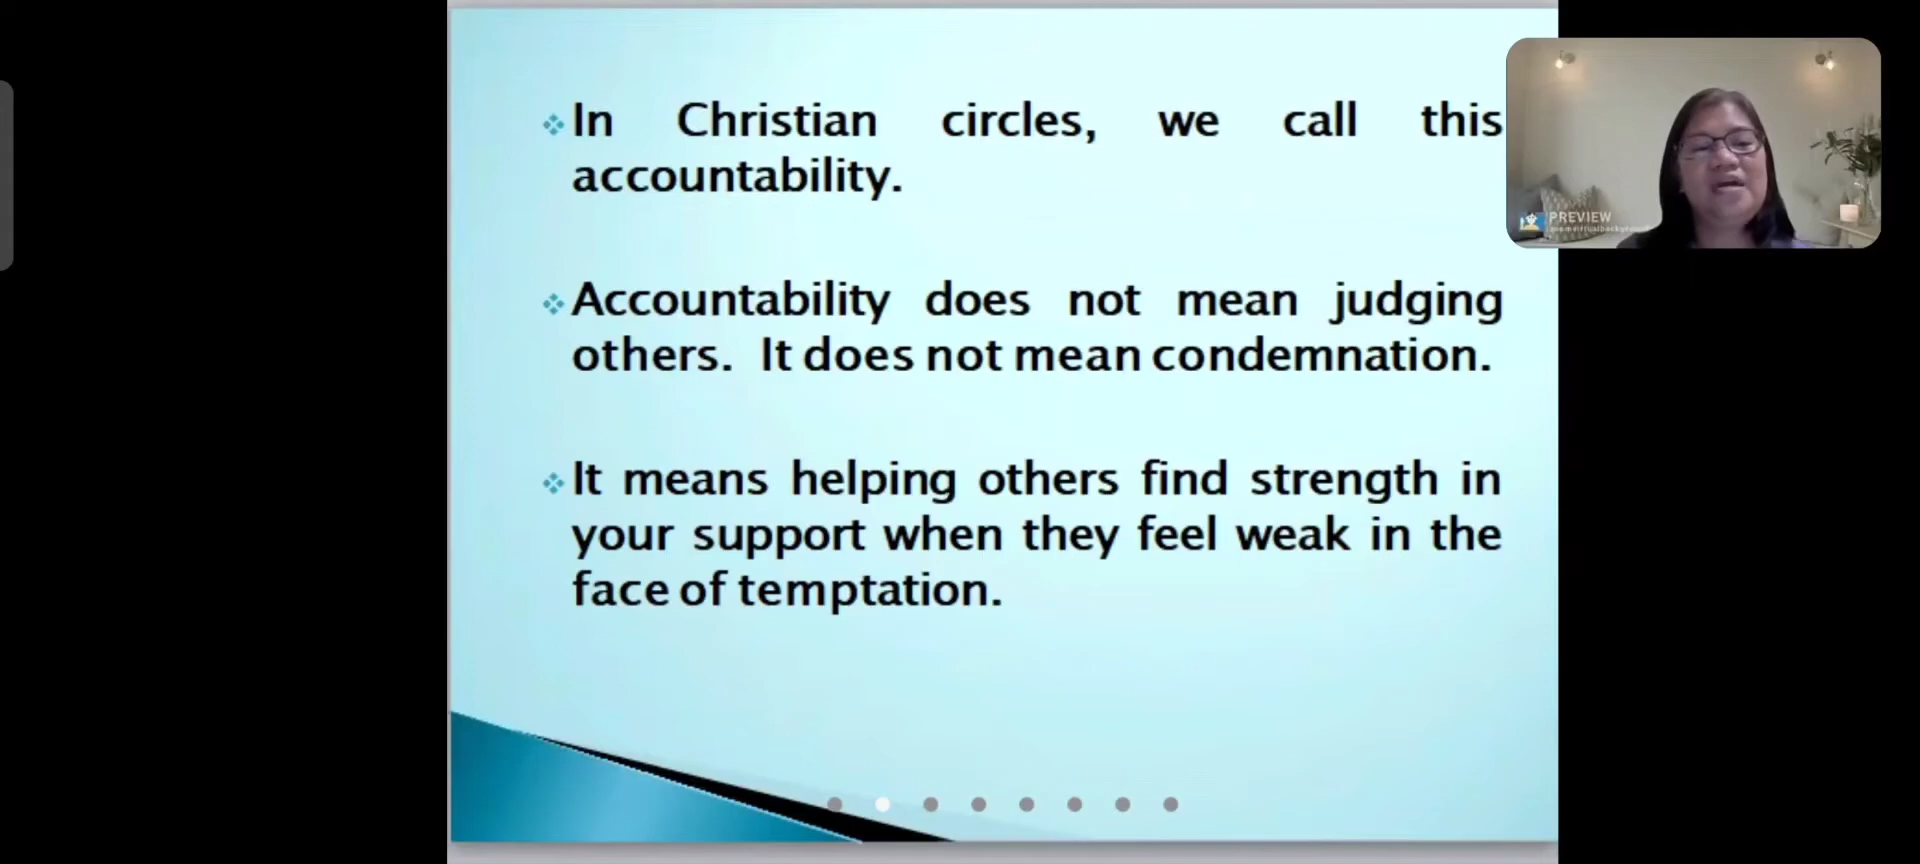 In Christian circles, we call this
accountability.
Accountability does not mean judging
others. It does not mean condemnation.
It means helping others find strength in
your support when they feel weak in the
face of temptation.
PREVIEW